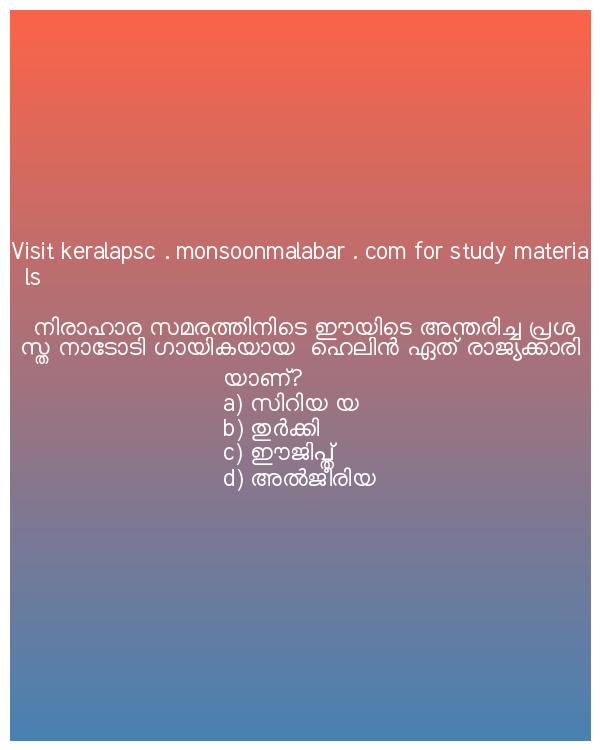 Visit keralapsc . monsoonmalabar . com for study materia
ls
നിരാഹാര സമരത്തിനിടെ ഈയിടെ അന്തരിച്ച പ്രശ
സ്ത നാടോടി ഗായികയായ ഹെലിൻ ഏത് രാജ്യക്കാരി
യാണ്?
a) സിറിയ യ
b) തുർക്കി
c) ഈജിപ്ത്
d) അൽജീരിയ